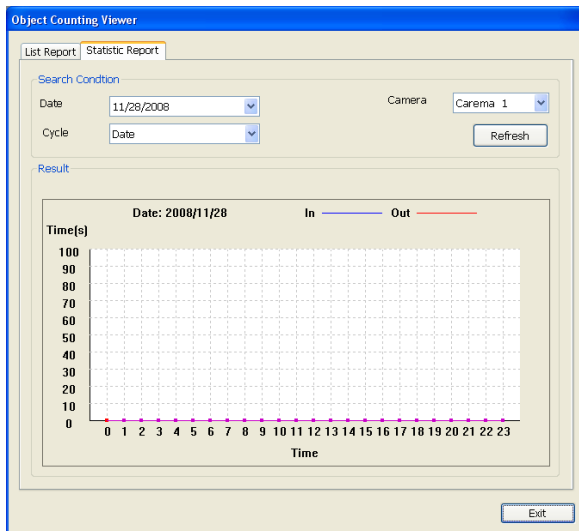 Object Counting Viewer
List Report Statistic Report
Search Condtion
Date 11/28/2008 Camera Carema 1
Cycle Date Refresh
Result
Date: 2008/11/28 In Out
Time(s)
100
90
80
70
60
50
40
30
20
10
0
0 1 2 3 4 5 6 7 8 9 10 11 12 13 14 15 16 17 18 19 20 21 22 23
Time
Exit